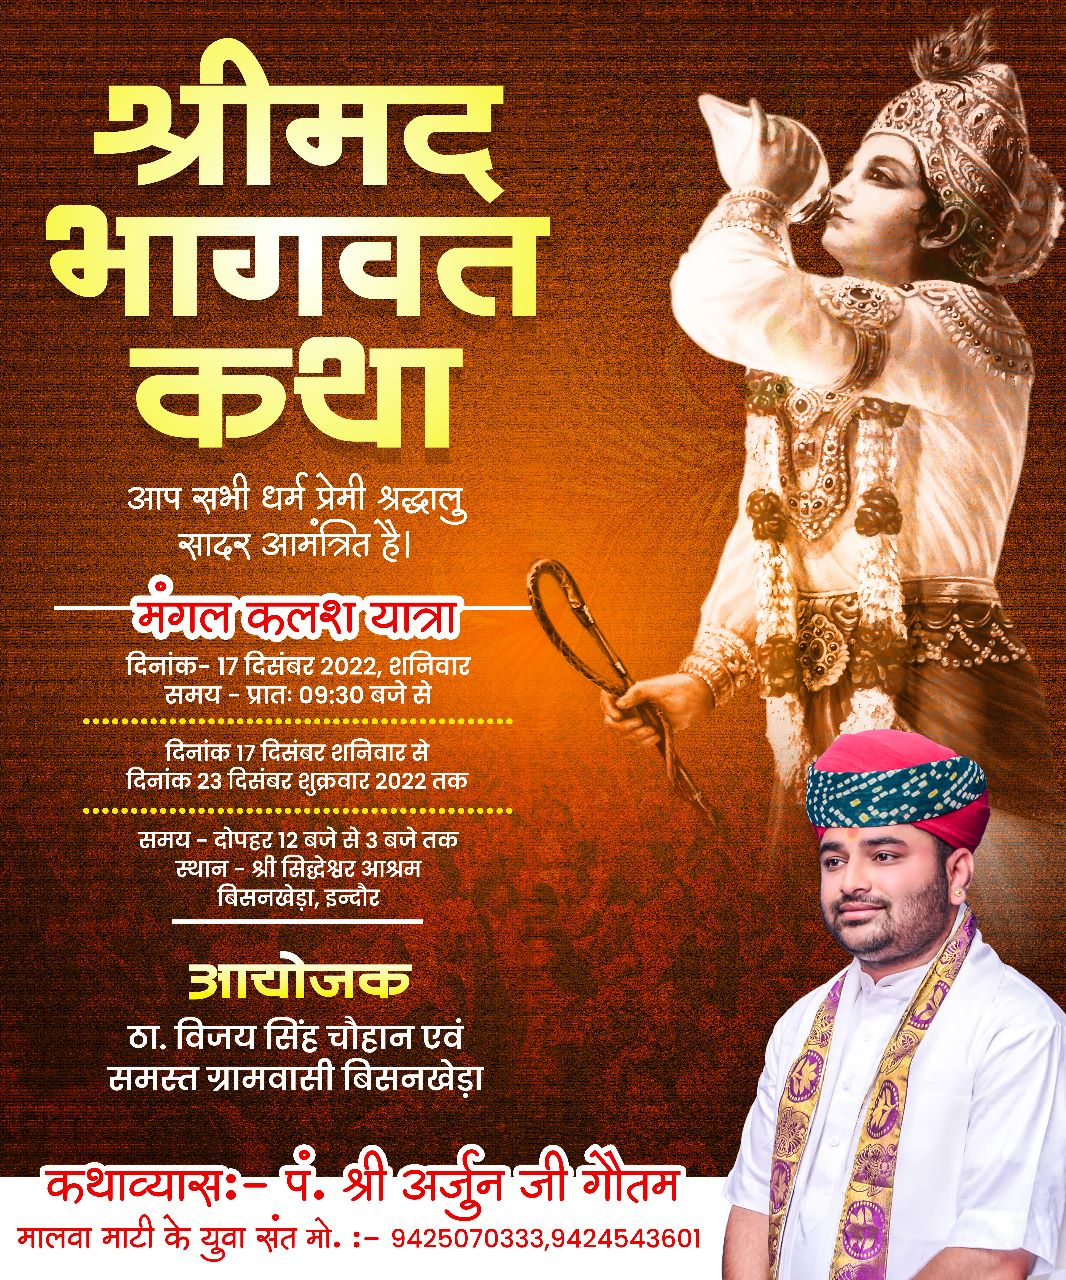 श्रीमद
भागवत
कथा
आप सभी धर्म प्रेमी श्रद्धालु
सादर आमंत्रित है।
मंगल कलश यात्रा
दिनांक- 17 दिसंबर 2022, शनिवार
समय - प्रातः 09:30 बजे से
दिनांक 17 दिसंबर शनिवार से
दिनांक 23 दिसंबर शुक्रवार 2022 तक
समय - दोपहर 12 बजे से 3 बजे तक
स्थान - श्री सिद्धेश्वर आश्रम
बिसनखेड़ा, इन्दौर
आयोजक
ठा. विजय सिंह चौहान एवं
समस्त ग्रामवासी बिसनखेड़ा
कथाव्यास:- पं. श्री अर्जुन जी गौतम
मालवा माटी के युवा संत मो. :- 9425070333,9424543601